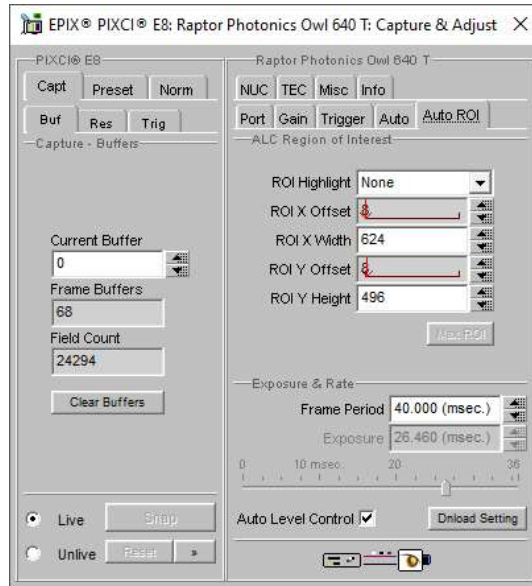 EPIX® PIXCI® E8: Raptor Photonics Owl 640 T: Capture & Adjust
PIXCI® E8
Capt Preset Norm
Buf Res Trig
Capture - Buffers
Current Buffer
0
Frame Buffers
68
Field Count
24294
Clear Buffers
Live Snap
Unlive Reset »
Raptor Photonics Owl 640 T
NUC TEC Misc Info
Port Gain Trigger Auto Auto ROI
ALC Region of Interest
ROI Highlight None
ROI X Offset 8
ROI X Width 624
ROI Y Offset 8
ROI Y Height 496
Max ROI
Exposure & Rate
Frame Period 40.000 (msec.)
Exposure 26.460 (msec.)
0 10 msec. 20 36
Auto Level Control Dnload Setting